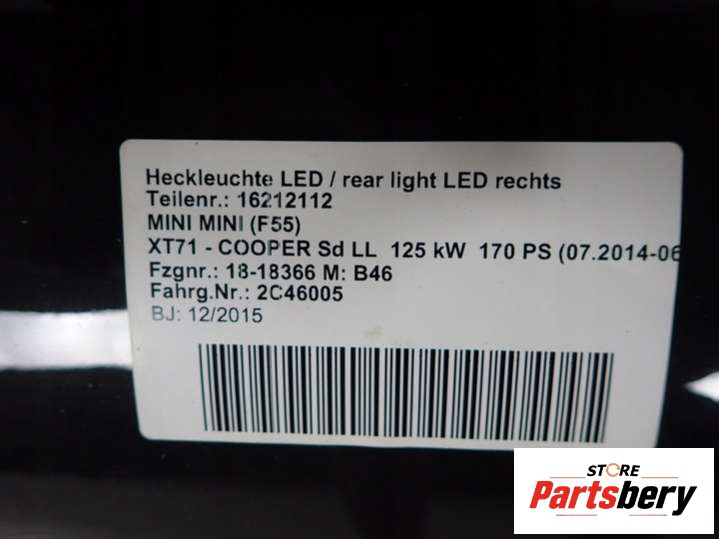 Heckleuchte LED / rear light LED rechts
Teilenr.: 16212112
MINI MINI (F55)
XT71 - COOPER Sd LL 125 kW 170 PS (07.2014-06
Fzgnr.: 18-18366 M: B46
Fahrg.Nr.: 2C46005
BJ: 12/2015
STORE
Partsbery